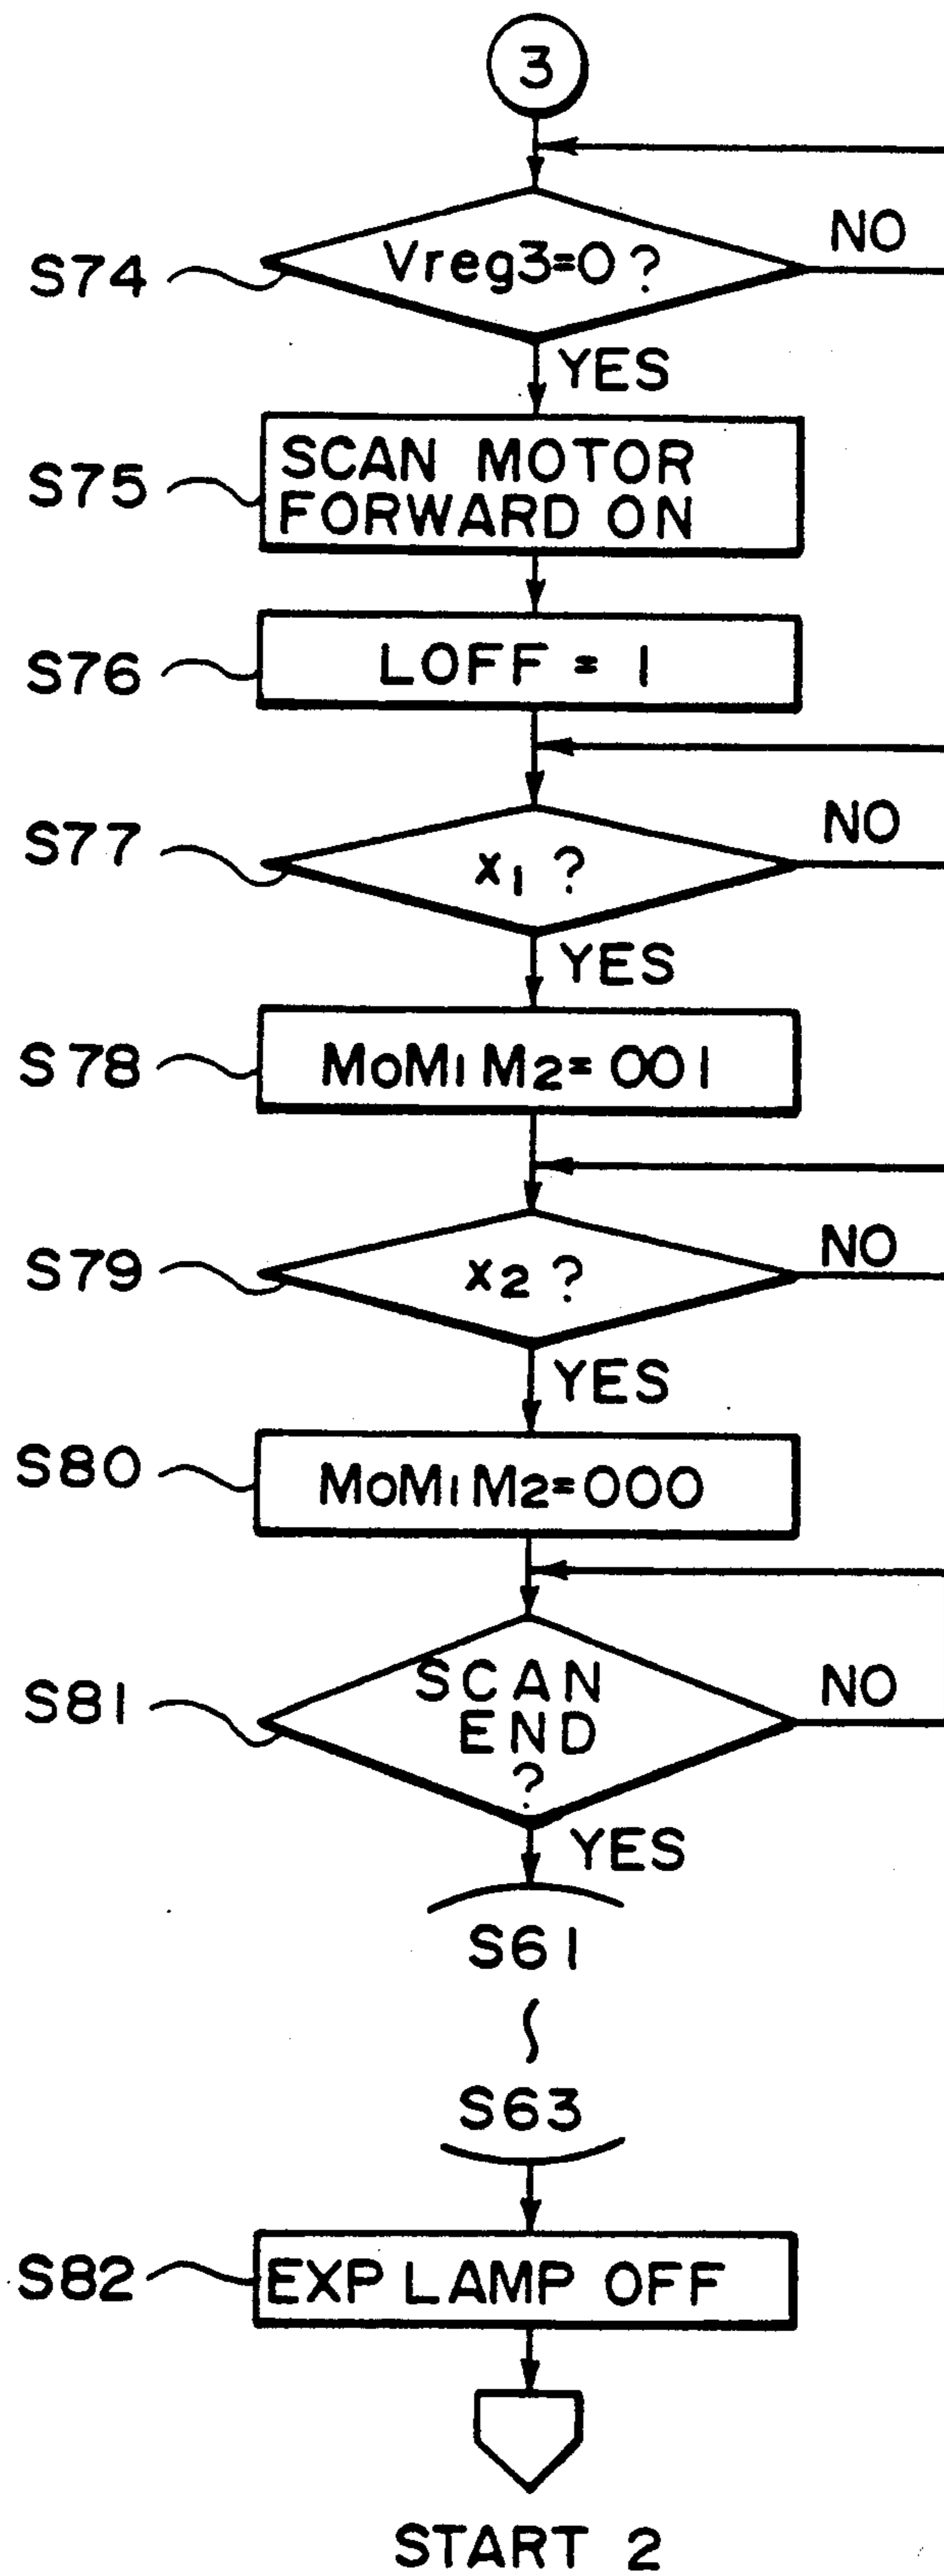 3
S74
Vreg3=0?
NO
YES
S75
SCAN MOTOR
FORWARD ON
S76
LOFF = 1
S77
x1 ?
NO
YES
S78
M0M1M2=001
S79
x2 ?
NO
YES
S80
M0M1M2=000
S81
SCAN
END
?
NO
YES
S61
S63
S82
EXP LAMP OFF
START 2